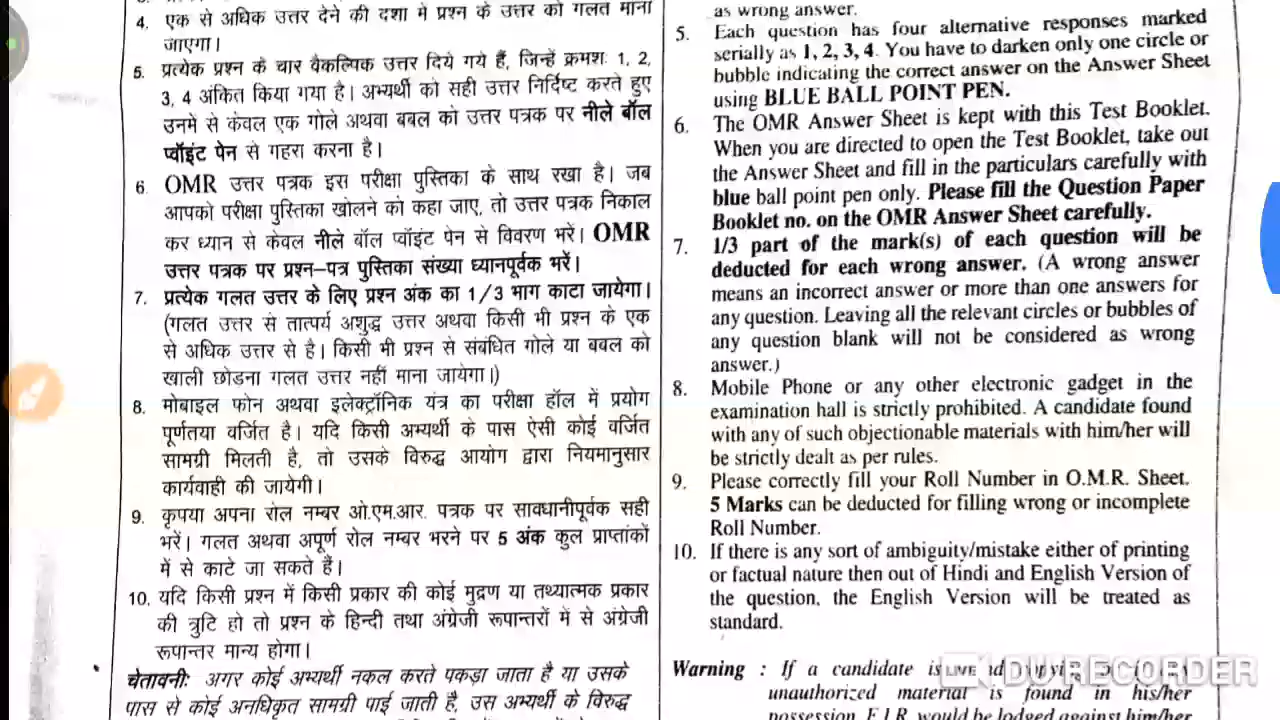 4. एक से अधिक उत्तर देने की दशा में प्रश्न के उत्तर को गलत माना
जाएगा।
5. प्रत्येक प्रश्न के चार वैकल्पिक उत्तर दिये गये हैं, जिन्हें क्रमशः 1, 2,
3, 4 अंकित किया गया है। अभ्यर्थी को सही उत्तर निर्दिष्ट करते हुए
उनमें से केवल एक गोले अथवा बबल को उत्तर पत्रक पर नीले बॉल
प्वॉइंट पेन से गहरा करना है।
6. OMR उत्तर पत्रक इस परीक्षा पुस्तिका के साथ रखा है। जब
आपको परीक्षा पुस्तिका खोलने को कहा जाए, तो उत्तर पत्रक निकाल
कर ध्यान से केवल नीले बॉल प्वॉइंट पेन से विवरण भरें। OMR
उत्तर पत्रक पर प्रश्न-पत्र पुस्तिका संख्या ध्यानपूर्वक भरें।
7. प्रत्येक गलत उत्तर के लिए प्रश्न अंक का 1/3 भाग काटा जायेगा।
(गलत उत्तर से तात्पर्य अशुद्ध उत्तर अथवा किसी भी प्रश्न के एक
से अधिक उत्तर से है। किसी भी प्रश्न से संबंधित गोले या बबल को
खाली छोडना गलत उत्तर नहीं माना जायेगा।)
8. मोबाइल फोन अथवा इलेक्ट्रॉनिक यंत्र का परीक्षा हॉल में प्रयोग
पूर्णतया वर्जित है। यदि किसी अभ्यर्थी के पास ऐसी कोई वर्जित
सामग्री मिलती है, तो उसके विरुद्ध आयोग द्वारा नियमानुसार
कार्यवाही की जायेगी।
9. कृपया अपना रोल नम्बर ओ.एम.आर. पत्रक पर सावधानीपूर्वक सही
भरें। गलत अथवा अपूर्ण रोल नम्बर भरने पर 5 अंक कुल प्राप्तांकों
में से काटे जा सकते हैं।
10. यदि किसी प्रश्न में किसी प्रकार की कोई मुद्रण या तथ्यात्मक प्रकार
की त्रुटि हो तो प्रश्न के हिन्दी तथा अंग्रेजी रूपान्तरों में से अंग्रेजी
रूपान्तर मान्य होगा।
चेतावनीः अगर कोई अभ्यर्थी नकल करते पकड़ा जाता है या उसके
पास से कोई अनधिकृत सामग्री पाई जाती है, उस अभ्यर्थी के विरुद्ध
as wrong answer.
5. Each question has four alternative responses marked
serially as 1, 2, 3, 4. You have to darken only one circle or
bubble indicating the correct answer on the Answer Sheet
using BLUE BALL POINT PEN.
6. The OMR Answer Sheet is kept with this Test Booklet.
When you are directed to open the Test Booklet, take out
the Answer Sheet and fill in the particulars carefully with
blue ball point pen only. Please fill the Question Paper
Booklet no. on the OMR Answer Sheet carefully.
7. 1/3 part of the mark(s) of each question will be
deducted for each wrong answer. (A wrong answer
means an incorrect answer or more than one answers for
any question. Leaving all the relevant circles or bubbles of
any question blank will not be considered as wrong
answer.)
8. Mobile Phone or any other electronic gadget in the
examination hall is strictly prohibited. A candidate found
with any of such objectionable materials with him/her will
be strictly dealt as per rules.
9. Please correctly fill your Roll Number in O.M.R. Sheet.
5 Marks can be deducted for filling wrong or incomplete
Roll Number.
10. If there is any sort of ambiguity/mistake either of printing
or factual nature then out of Hindi and English Version of
the question, the English Version will be treated as
standard.
Warning : If a candidate is
unauthorized material is found in his/her
possession, F.I.R. would be lodged against him/her
DU RECORDER